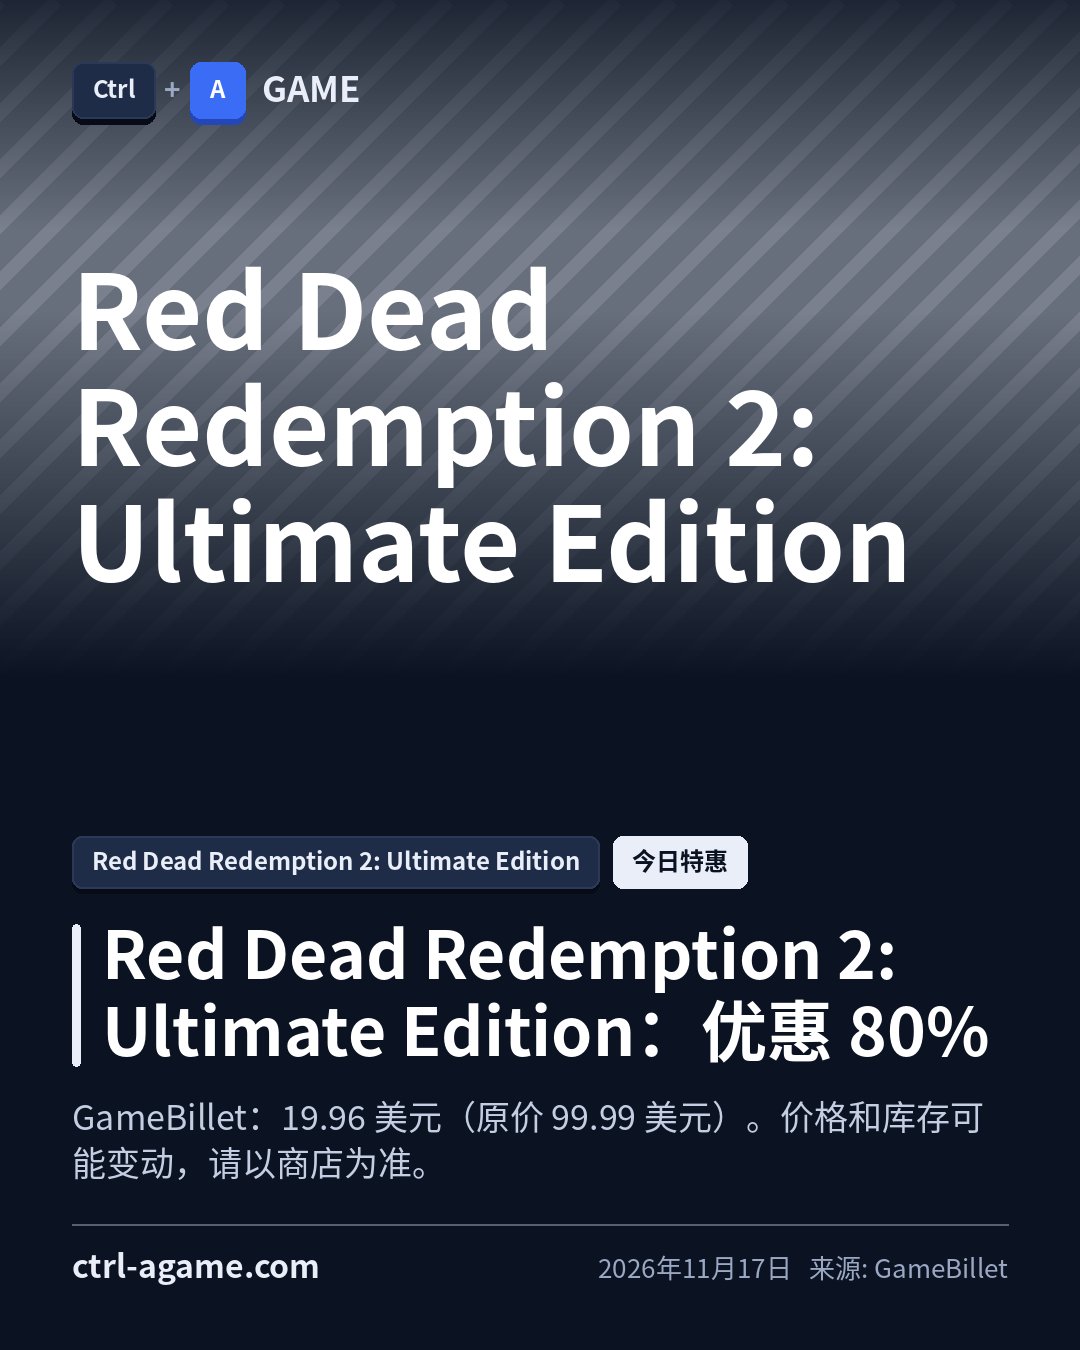 Ctrl + A GAME
Red Dead
Redemption 2:
Ultimate Edition
Red Dead Redemption 2: Ultimate Edition 今日特惠
Red Dead Redemption 2:
Ultimate Edition：优惠 80%
GameBillet：19.96 美元（原价 99.99 美元）。价格和库存可
能变动，请以商店为准。
ctrl-agame.com 2026年11月17日 来源: GameBillet